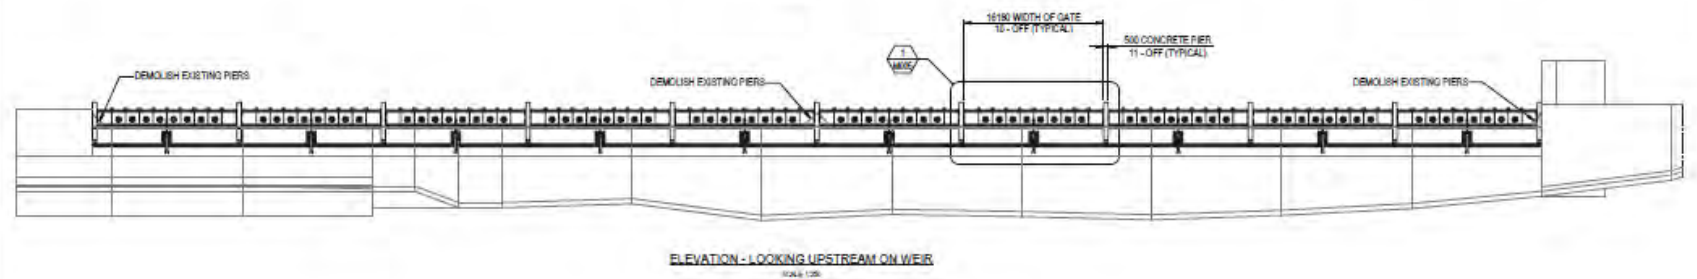 16180 WIDTH OF GATE
10 - OFF (TYPICAL)
500 CONCRETE PIER
11 - OFF (TYPICAL)
1
DEMOLISH EXISTING PIERS
DEMOLISH EXISTING PIERS
DEMOLISH EXISTING PIERS
ELEVATION - LOOKING UPSTREAM ON WEIR
SCALE